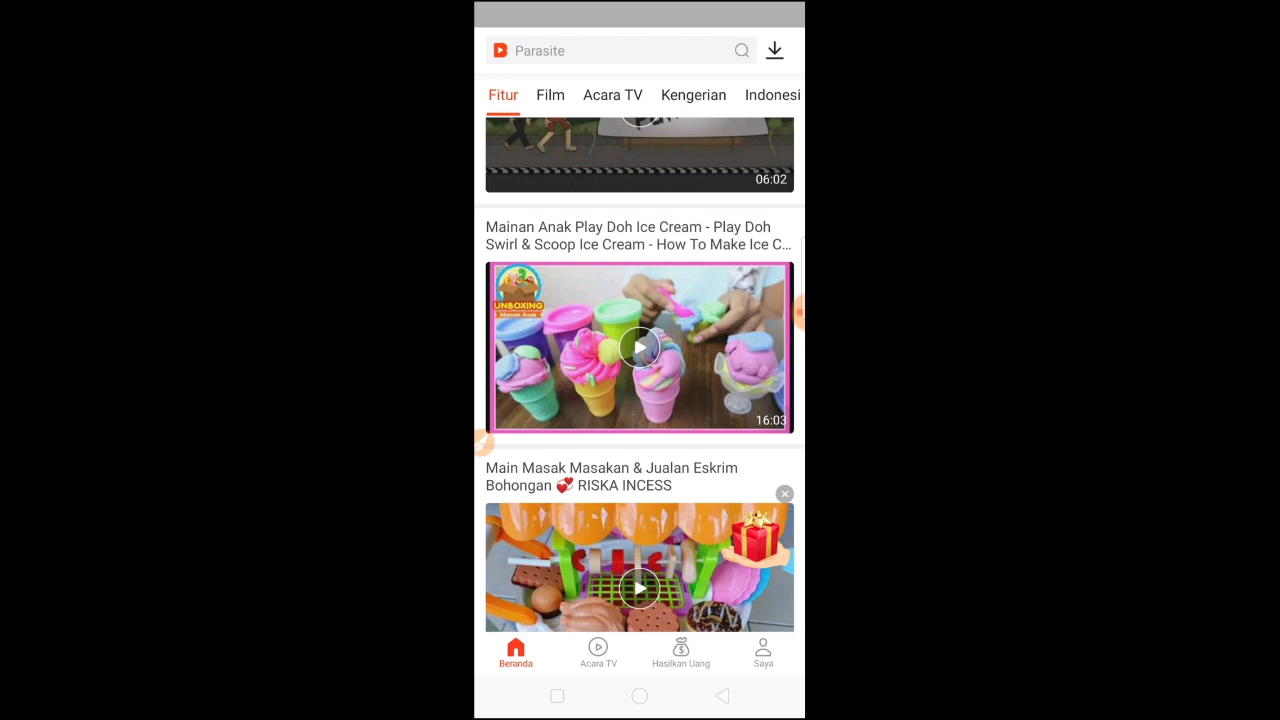 Parasite
Fitur Film Acara TV Kengerian Indonesi
06:02
Mainan Anak Play Doh Ice Cream - Play Doh
Swirl & Scoop Ice Cream - How To Make Ice C...
UNBOXING
Mainan Anak
16:03
Main Masak Masakan & Jualan Eskrim
Bohongan 💞 RISKA INCESS
Beranda Acara TV Hasilkan Uang Saya